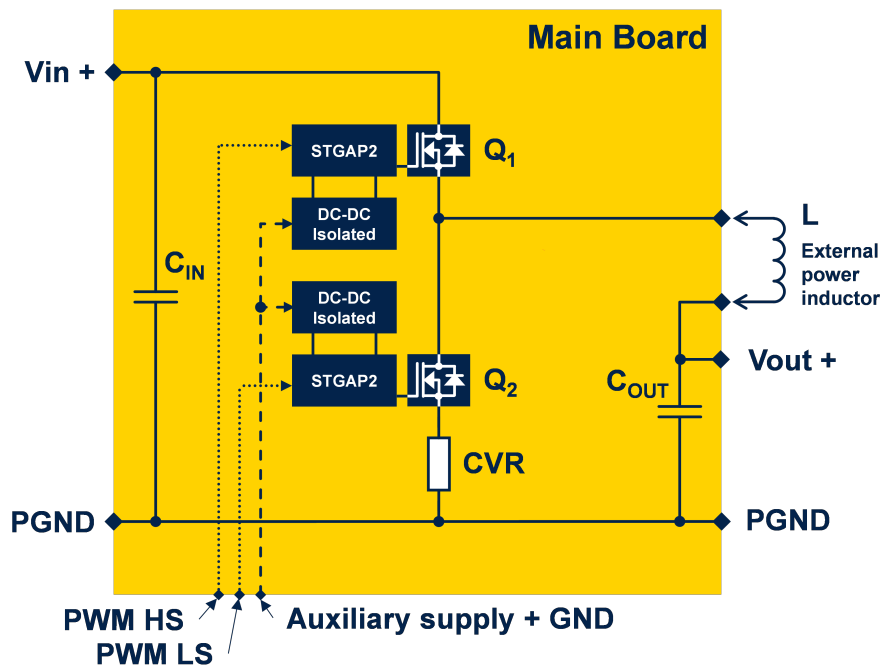 Main Board
Vin +
STGAP2
Q1
DC-DC
Isolated
L
External
power
inductor
CIN
DC-DC
Isolated
STGAP2
Q2
Vout +
COUT
CVR
PGND
PGND
PWM HS
Auxiliary supply + GND
PWM LS